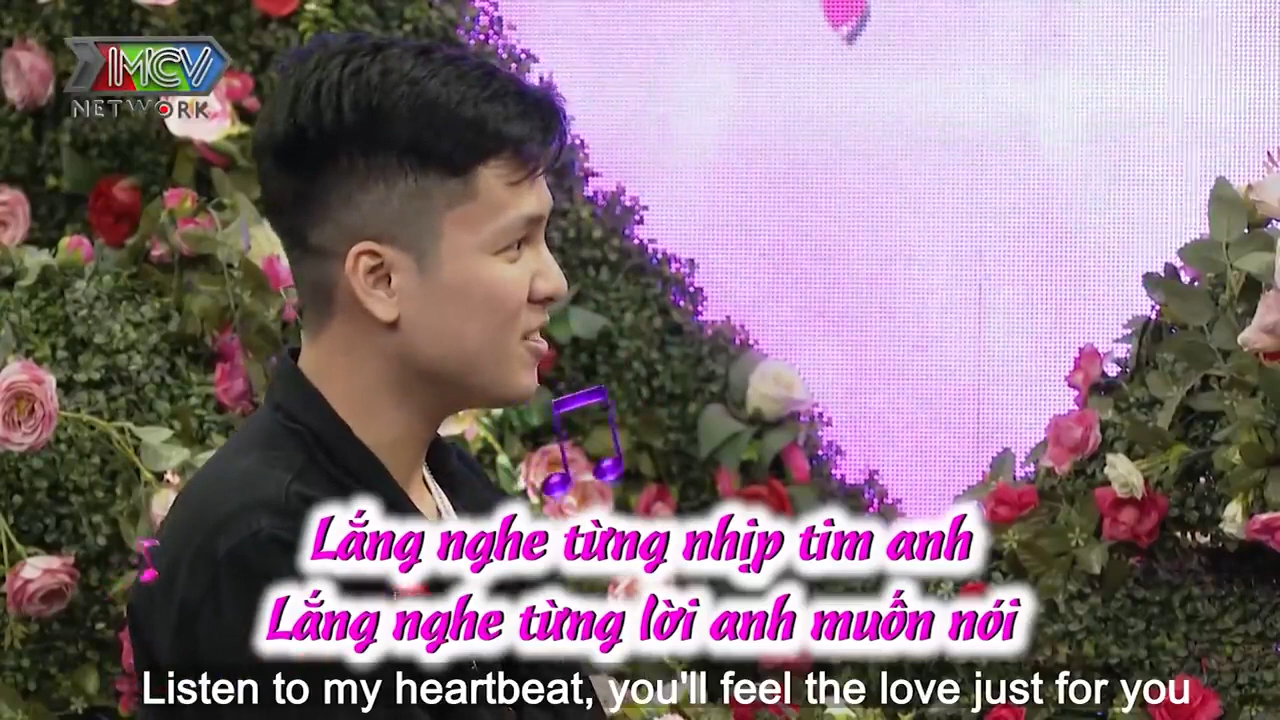 MCV
NETWORK
Lắng nghe từng nhịp tim anh
Lắng nghe từng lời anh muốn nói
Listen to my heartbeat, you'll feel the love just for you